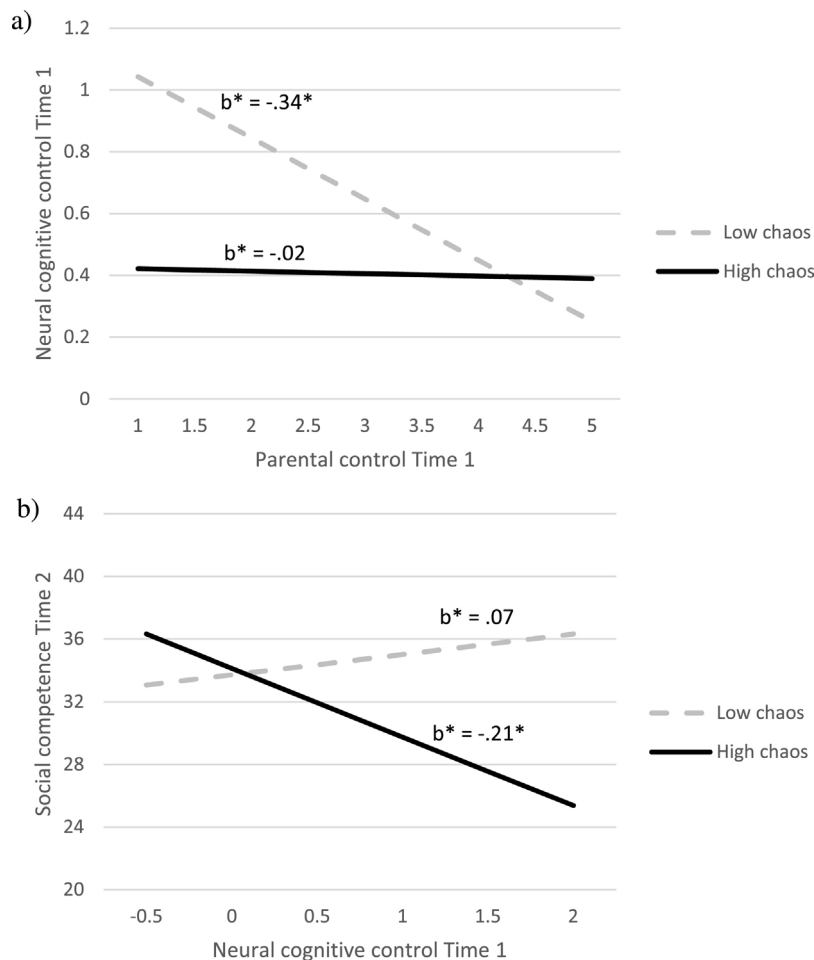 a)
1.2
1
0.8
0.6
0.4
0.2
0
Neural cognitive control Time 1
b* = -.34*
b* = -.02
Low chaos
High chaos
1 1.5 2 2.5 3 3.5 4 4.5 5
Parental control Time 1
b)
44
40
36
32
28
24
20
Social competence Time 2
b* = .07
b* = -.21*
Low chaos
High chaos
-0.5 0 0.5 1 1.5 2
Neural cognitive control Time 1